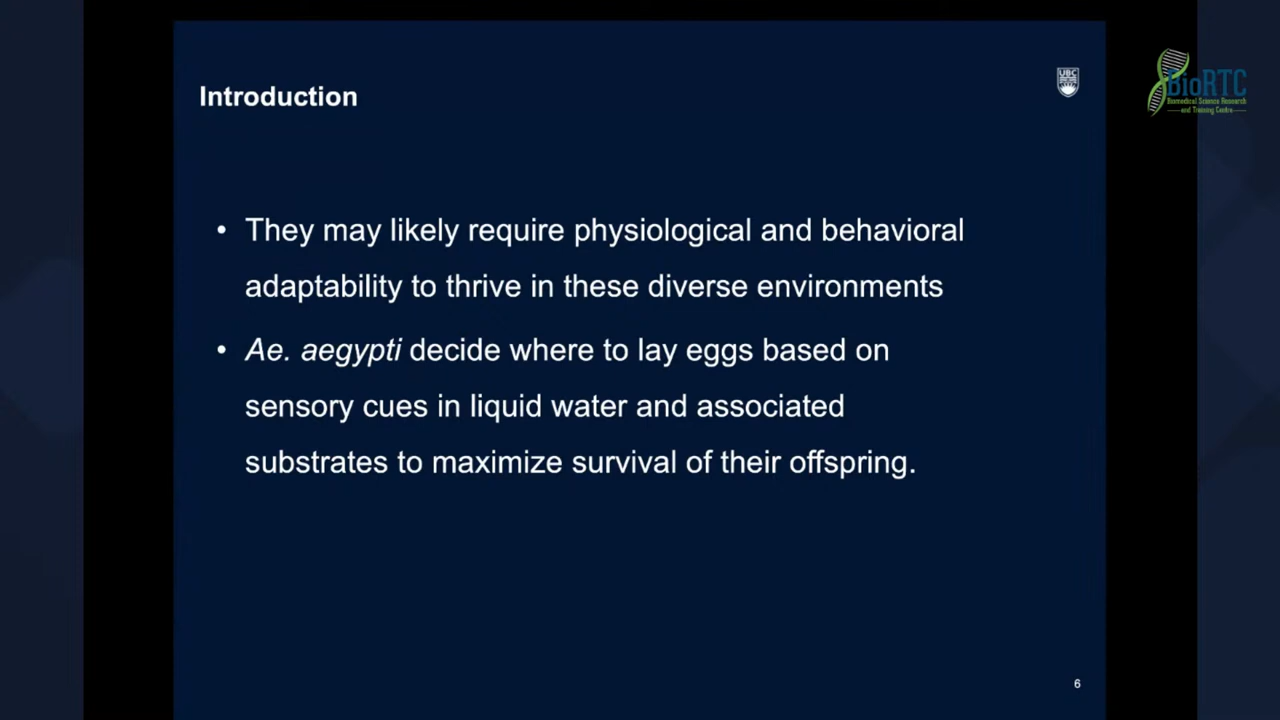 Introduction
UBC
BioRTC
Biomedical Science Research
and Training Centre
• They may likely require physiological and behavioral
adaptability to thrive in these diverse environments
• Ae. aegypti decide where to lay eggs based on
sensory cues in liquid water and associated
substrates to maximize survival of their offspring.
6